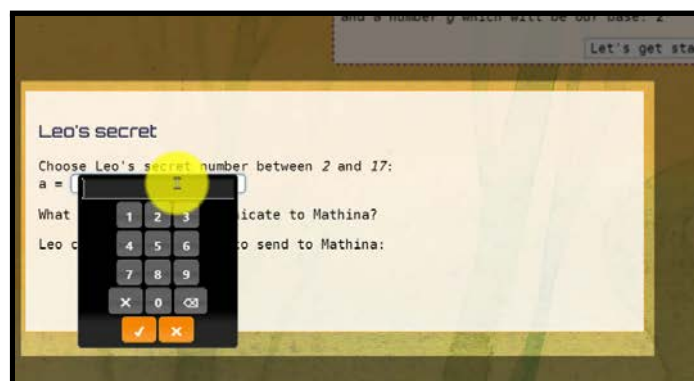 and a number g which will be our base: 2
Let's get sta
Leo's secret
Choose Leo's secret number between 2 and 17:
a =
What icate to Mathina?
1 2 3
Leo c o send to Mathina:
4 5 6
7 8 9
0